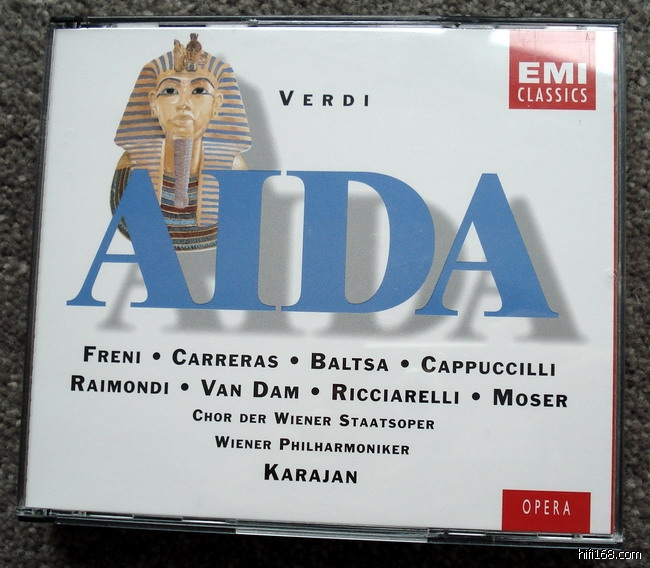 VERDI
EMI
CLASSICS
AIDA
FRENI • CARRERAS • BALTSA • CAPPUCCILLI
RAIMONDI • VAN DAM • RICCIARELLI • MOSER
CHOR DER WIENER STAATSOPER
WIENER PHILHARMONIKER
KARAJAN
OPERA
hifi168.com